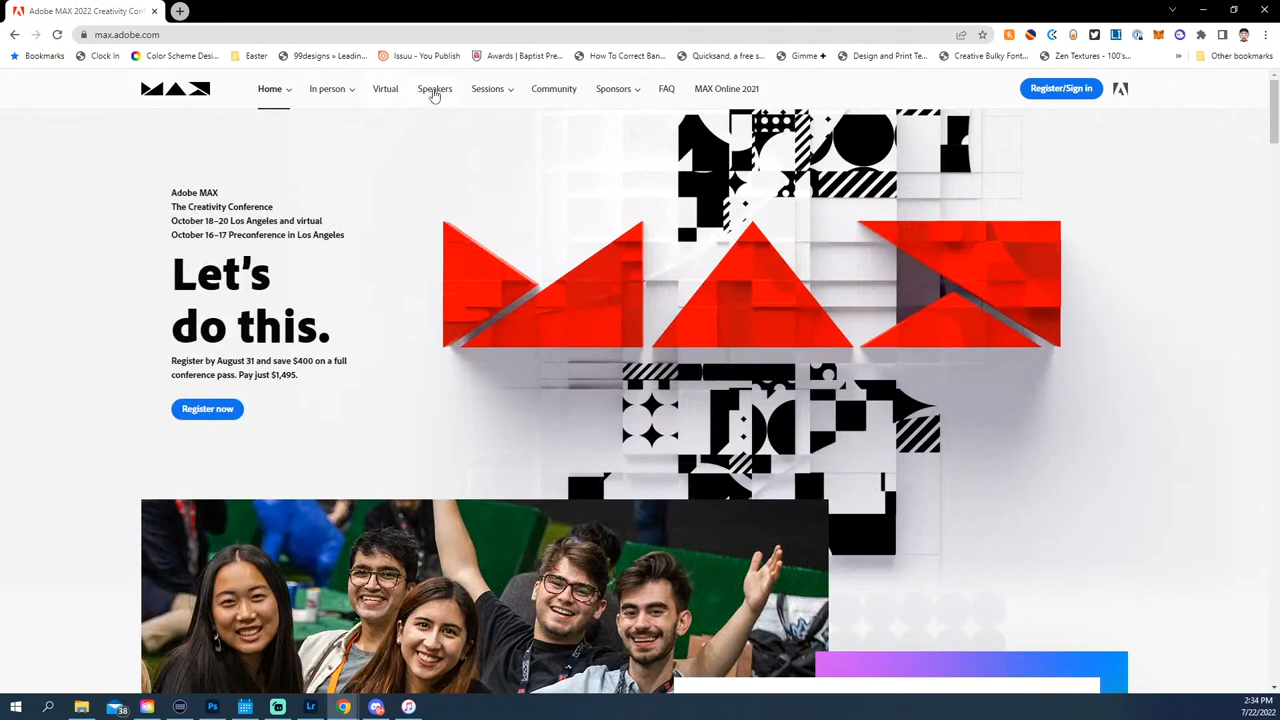 Adobe MAX 2022 Creativity Conf
max.adobe.com
Bookmarks Clock In Color Scheme Desi... Easter 99designs » Leadin... Issuu - You Publish Awards | Baptist Pre... How To Correct Ban... Quicksand, a free s... Gimme + Design and Print Te... Creative Bulky Font... Zen Textures - 100's... Other bookmarks
MAX Home In person Virtual Speakers Sessions Community Sponsors FAQ MAX Online 2021 Register/Sign in
Adobe MAX
The Creativity Conference
October 18–20 Los Angeles and virtual
October 16–17 Preconference in Los Angeles
Let's
do this.
Register by August 31 and save $400 on a full
conference pass. Pay just $1,495.
Register now
MAX
38 Ps Lr
2:34 PM
7/22/2022